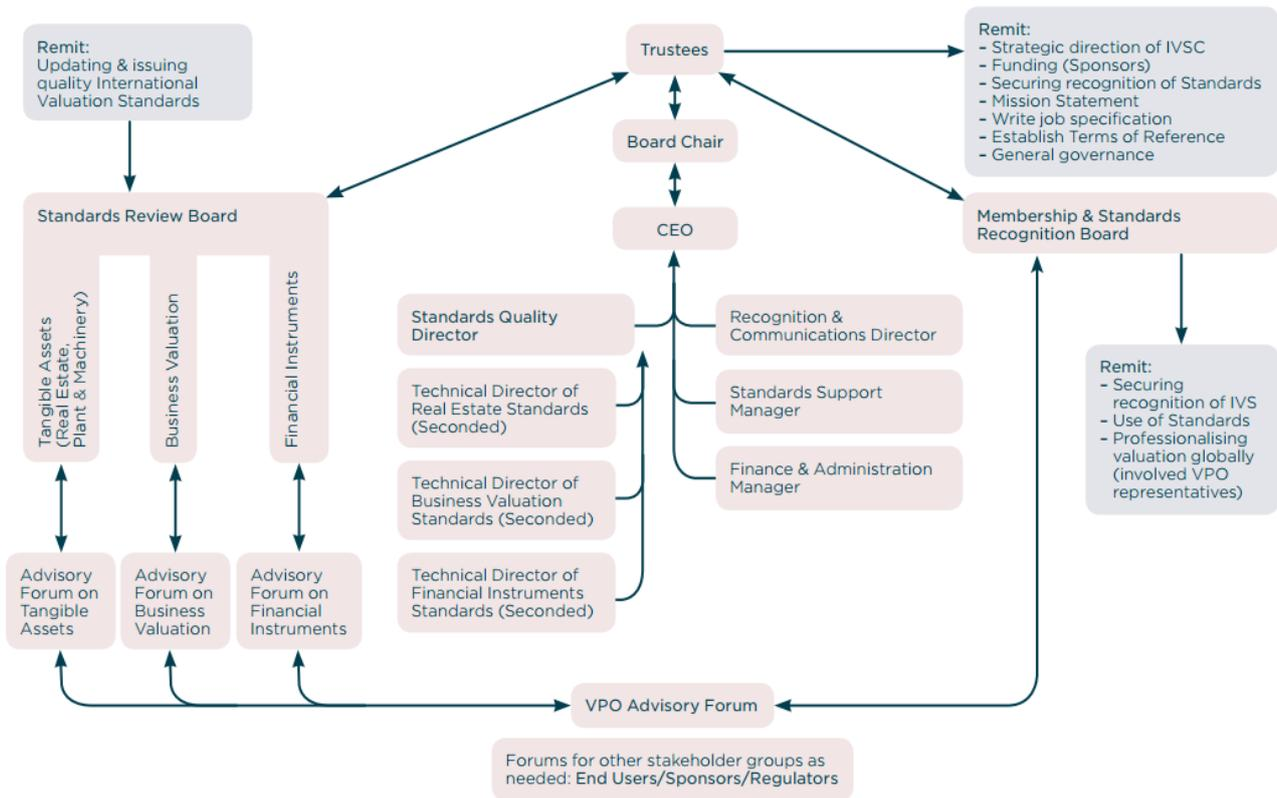 Remit:
Updating & issuing
quality International
Valuation Standards
Trustees
Remit:
– Strategic direction of IVSC
– Funding (Sponsors)
– Securing recognition of Standards
– Mission Statement
– Write job specification
– Establish Terms of Reference
– General governance
Board Chair
Standards Review Board
CEO
Membership & Standards
Recognition Board
Tangible Assets
(Real Estate,
Plant & Machinery)
Business Valuation
Financial Instruments
Standards Quality
Director
Recognition &
Communications Director
Technical Director of
Real Estate Standards
(Seconded)
Standards Support
Manager
Technical Director of
Business Valuation
Standards (Seconded)
Finance & Administration
Manager
Technical Director of
Financial Instruments
Standards (Seconded)
Remit:
– Securing
recognition of IVS
– Use of Standards
– Professionalising
valuation globally
(involved VPO
representatives)
Advisory
Forum on
Tangible
Assets
Advisory
Forum on
Business
Valuation
Advisory
Forum on
Financial
Instruments
VPO Advisory Forum
Forums for other stakeholder groups as
needed: End Users/Sponsors/Regulators